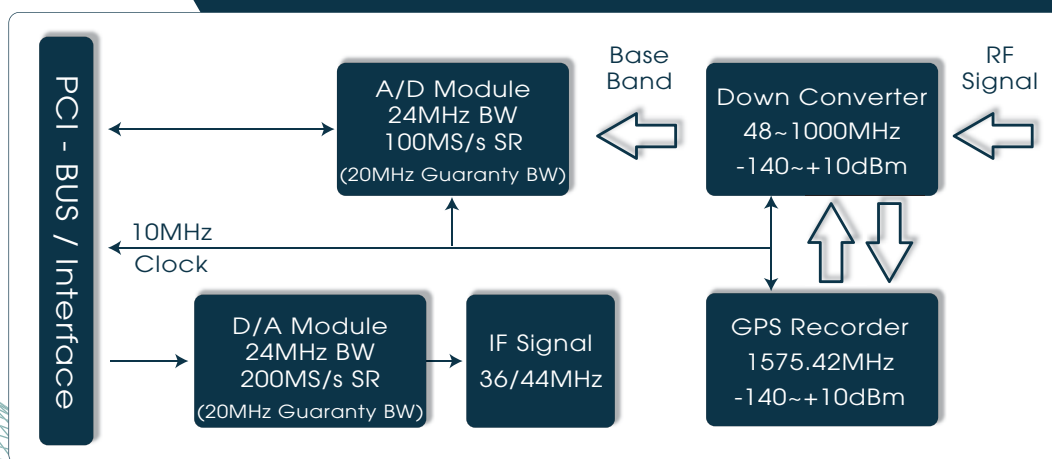 PCI - BUS / Interface
A/D Module
24MHz BW
100MS/s SR
(20MHz Guaranty BW)
Base
Band
Down Converter
48~1000MHz
-140~+10dBm
RF
Signal
10MHz
Clock
D/A Module
24MHz BW
200MS/s SR
(20MHz Guaranty BW)
IF Signal
36/44MHz
GPS Recorder
1575.42MHz
-140~+10dBm